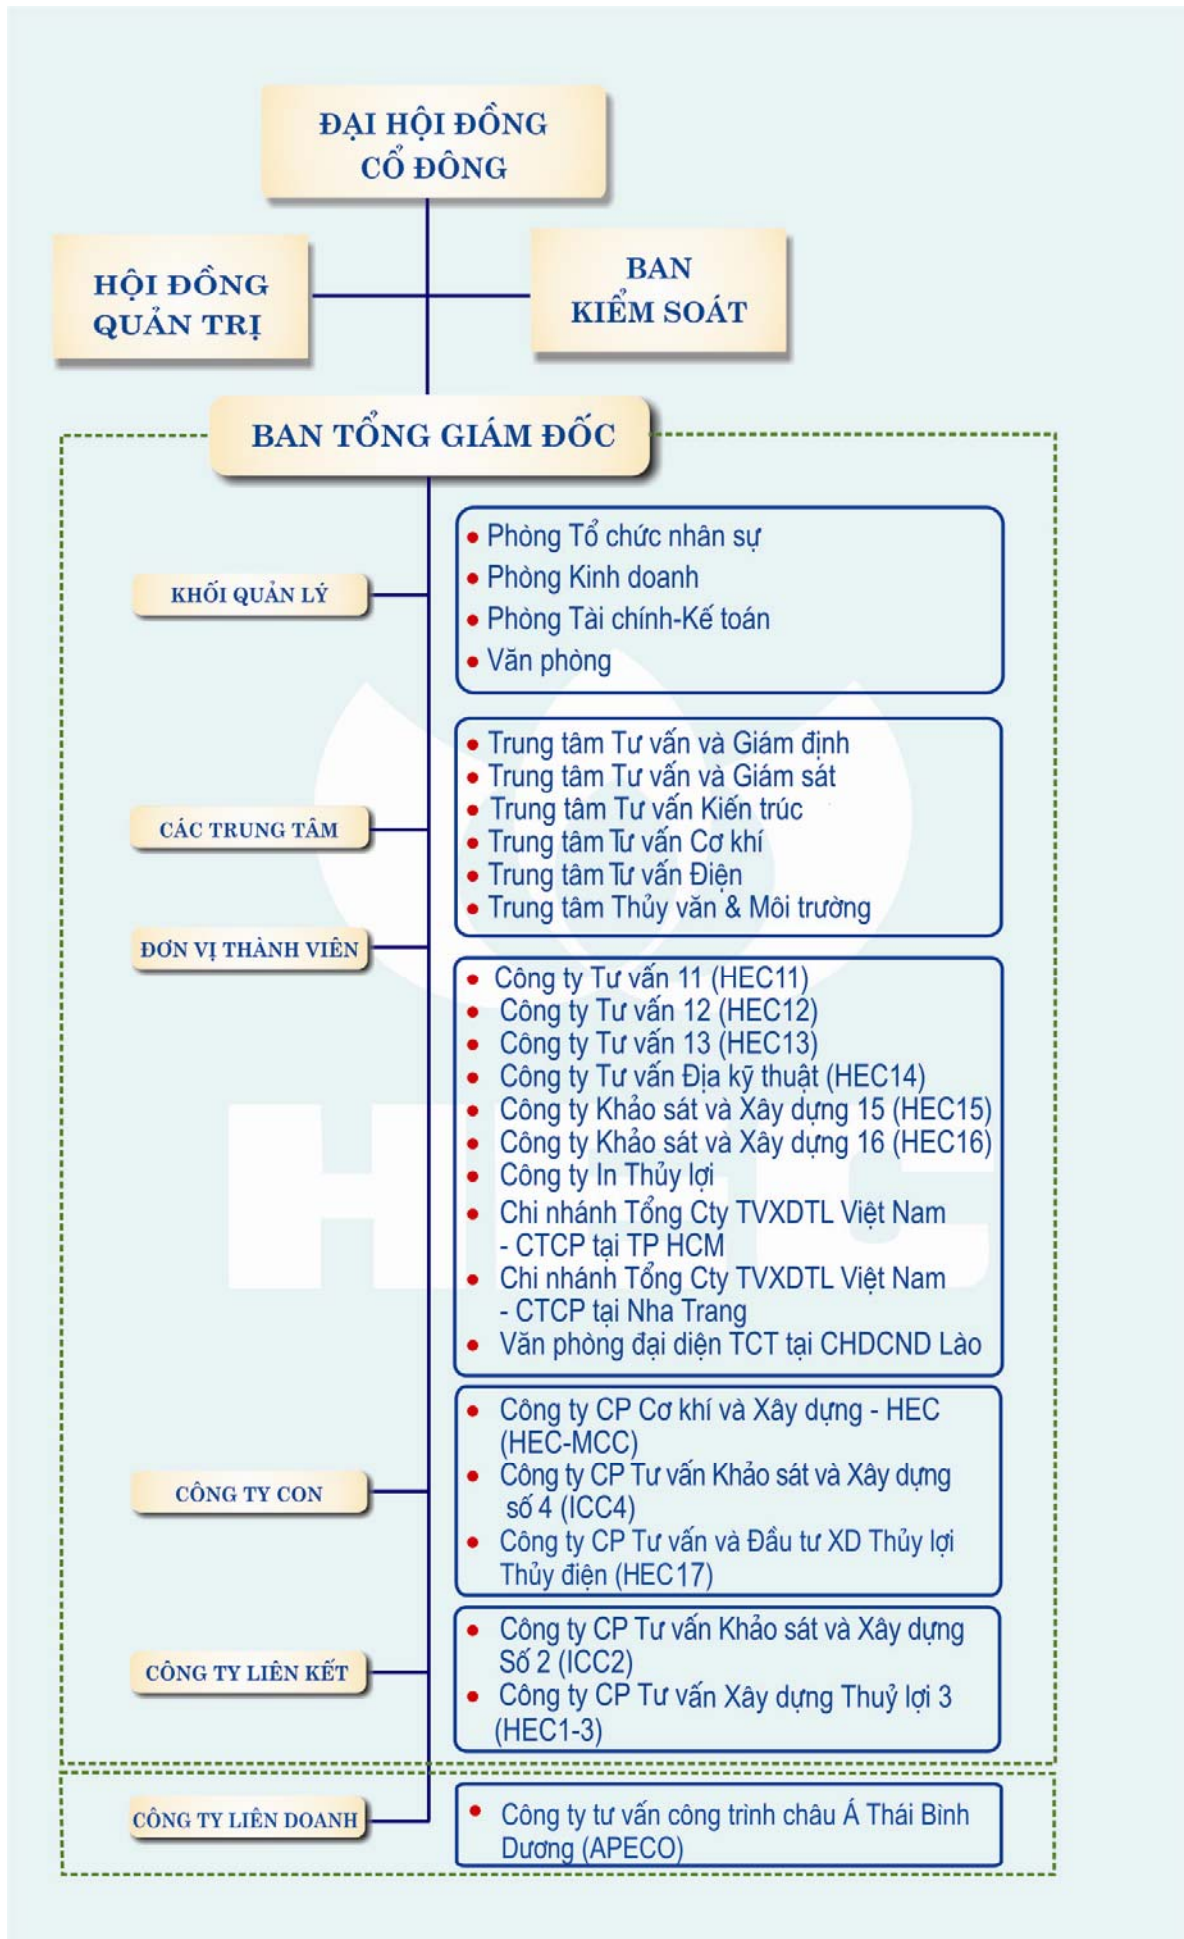 ĐẠI HỘI ĐỒNG
CỔ ĐÔNG
HỘI ĐỒNG
QUẢN TRỊ
BAN
KIỂM SOÁT
BAN TỔNG GIÁM ĐỐC
KHỐI QUẢN LÝ
Phòng Tổ chức nhân sự
Phòng Kinh doanh
Phòng Tài chính-Kế toán
Văn phòng
CÁC TRUNG TÂM
Trung tâm Tư vấn và Giám định
Trung tâm Tư vấn và Giám sát
Trung tâm Tư vấn Kiến trúc
Trung tâm Tư vấn Cơ khí
Trung tâm Tư vấn Điện
Trung tâm Thủy văn & Môi trường
ĐƠN VỊ THÀNH VIÊN
Công ty Tư vấn 11 (HEC11)
Công ty Tư vấn 12 (HEC12)
Công ty Tư vấn 13 (HEC13)
Công ty Tư vấn Địa kỹ thuật (HEC14)
Công ty Khảo sát và Xây dựng 15 (HEC15)
Công ty Khảo sát và Xây dựng 16 (HEC16)
Công ty In Thủy lợi
Chi nhánh Tổng Cty TVXDTL Việt Nam
- CTCP tại TP HCM
Chi nhánh Tổng Cty TVXDTL Việt Nam
- CTCP tại Nha Trang
Văn phòng đại diện TCT tại CHDCND Lào
HEC
CÔNG TY CON
Công ty CP Cơ khí và Xây dựng - HEC
(HEC-MCC)
Công ty CP Tư vấn Khảo sát và Xây dựng
số 4 (ICC4)
Công ty CP Tư vấn và Đầu tư XD Thủy lợi
Thủy điện (HEC17)
CÔNG TY LIÊN KẾT
Công ty CP Tư vấn Khảo sát và Xây dựng
Số 2 (ICC2)
Công ty CP Tư vấn Xây dựng Thuỷ lợi 3
(HEC1-3)
CÔNG TY LIÊN DOANH
Công ty tư vấn công trình châu Á Thái Bình
Dương (APECO)